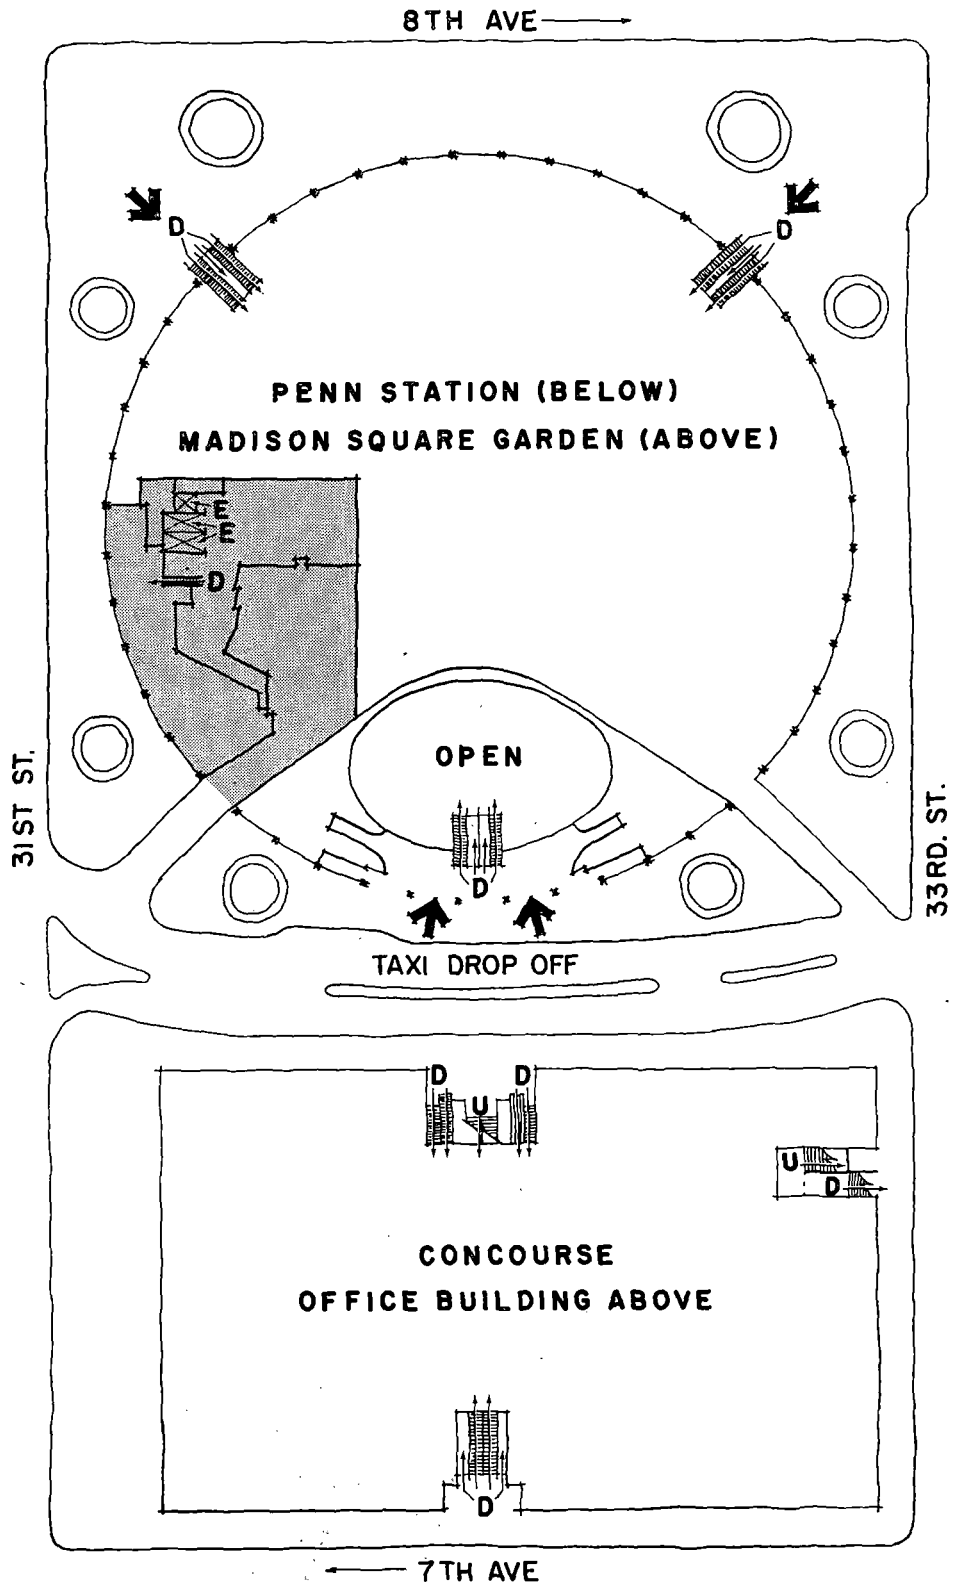 8TH AVE
D
D
PENN STATION (BELOW)
MADISON SQUARE GARDEN (ABOVE)
E
E
D
OPEN
31ST ST.
33RD. ST.
D
TAXI DROP OFF
D D
U
U
D
CONCOURSE
OFFICE BUILDING ABOVE
D
7TH AVE